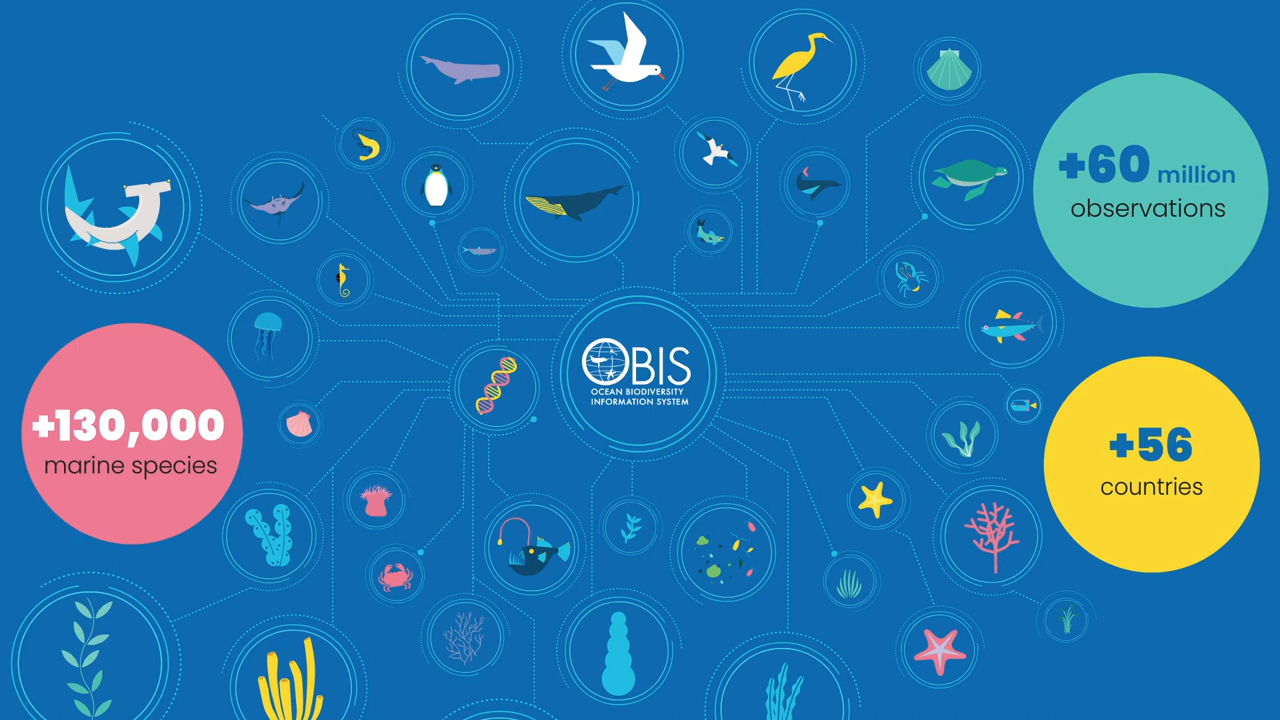 +60 million
observations
OBIS
OCEAN BIODIVERSITY
INFORMATION SYSTEM
+130,000
marine species
+56
countries